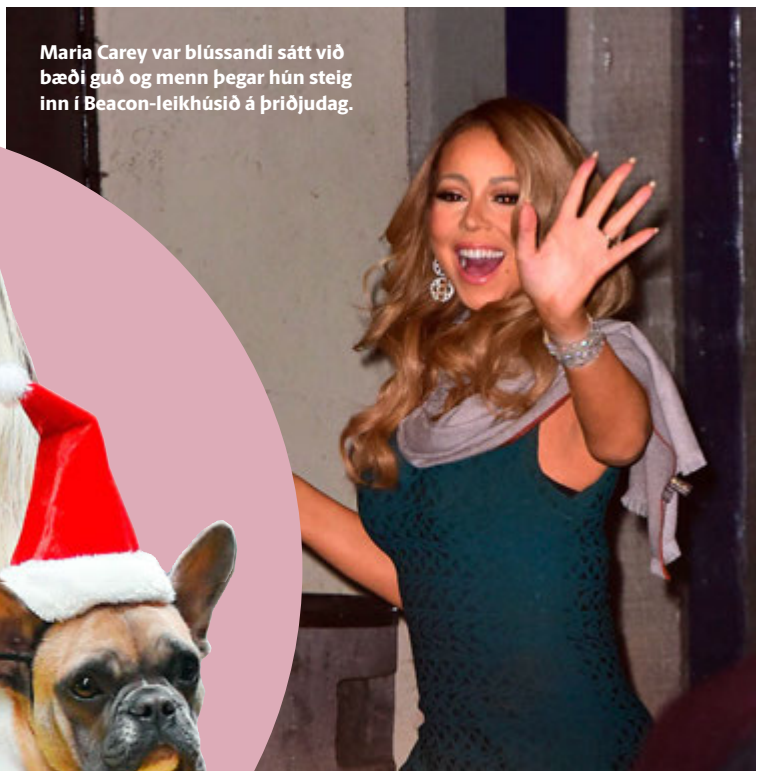 Maria Carey var blússandi sátt við
bæði guð og menn þegar hún steig
inn í Beacon-leikhúsið á þriðjudag.